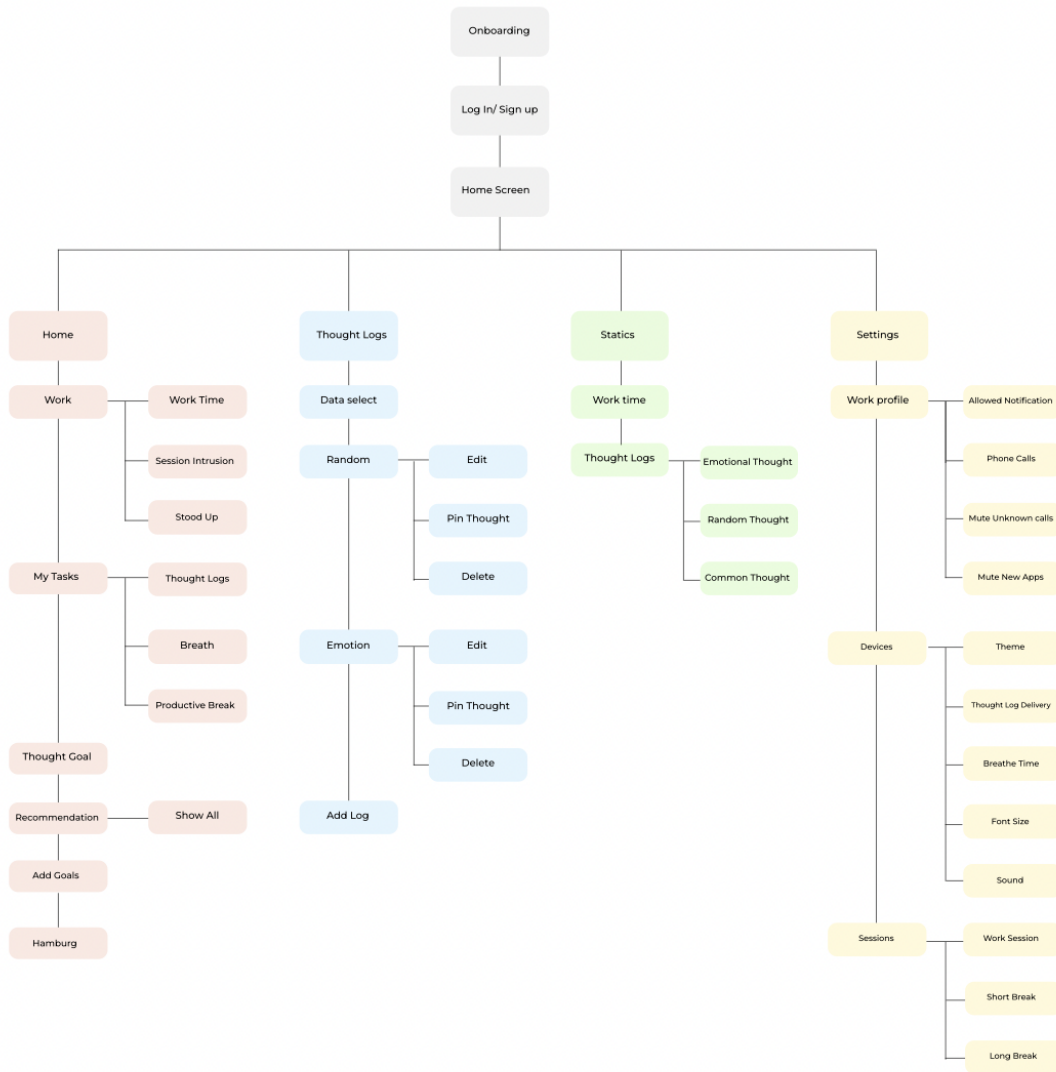 Onboarding
Log In/ Sign up
Home Screen
Home
Work
Work Time
Session Intrusion
Stood Up
My Tasks
Thought Logs
Breath
Productive Break
Thought Goal
Recommendation
Show All
Add Goals
Hamburg
Thought Logs
Data select
Random
Edit
Pin Thought
Delete
Emotion
Edit
Pin Thought
Delete
Add Log
Statics
Work time
Thought Logs
Emotional Thought
Random Thought
Common Thought
Settings
Work profile
Allowed Notification
Phone Calls
Mute Unknown calls
Mute New Apps
Devices
Theme
Thought Log Delivery
Breathe Time
Font Size
Sound
Sessions
Work Session
Short Break
Long Break